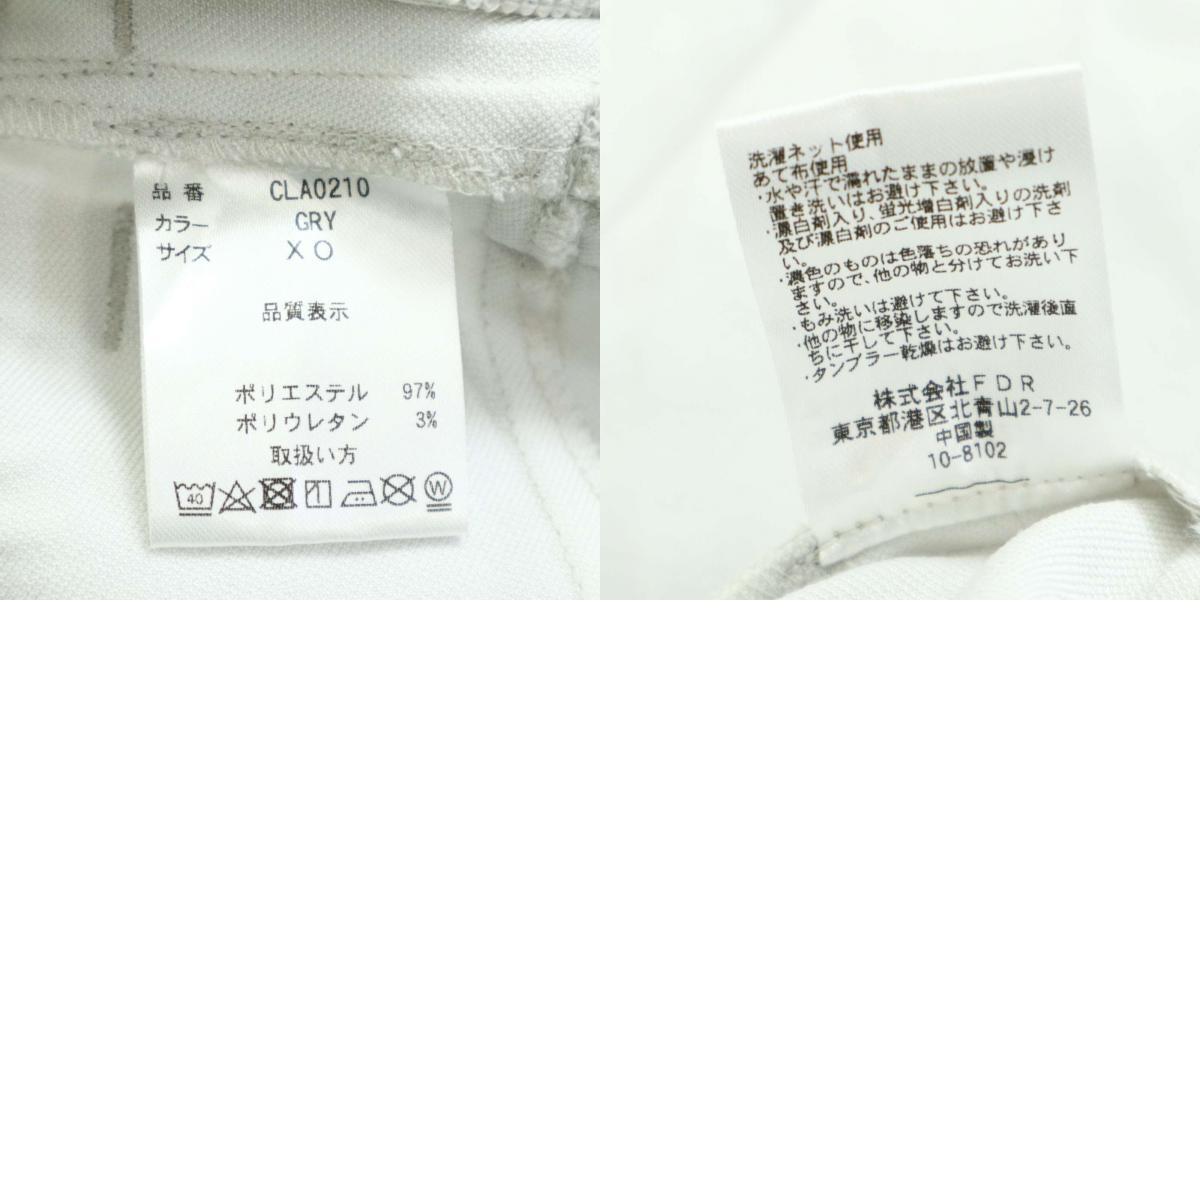 品番 CLA0210
カラー GRY
サイズ XO
品質表示
ポリエステル 97%
ポリウレタン 3%
取扱い方
40
W
洗濯ネット使用
あて布使用
・水や汗で濡れたままの放置や浸け
置き洗いはお避け下さい。
・漂白剤入り、蛍光増白剤入りの洗剤
及び漂白剤のご使用はお避け下さ
い。
・濃色のものは色落ちの恐れがあり
ますので、他の物と分けてお洗い下
さい。
・もみ洗いは避けて下さい。
・他の物に移染しますので洗濯後直
ちに干して下さい。
・タンブラー乾燥はお避け下さい。
株式会社FDR
東京都港区北青山2-7-26
中国製
10-8102